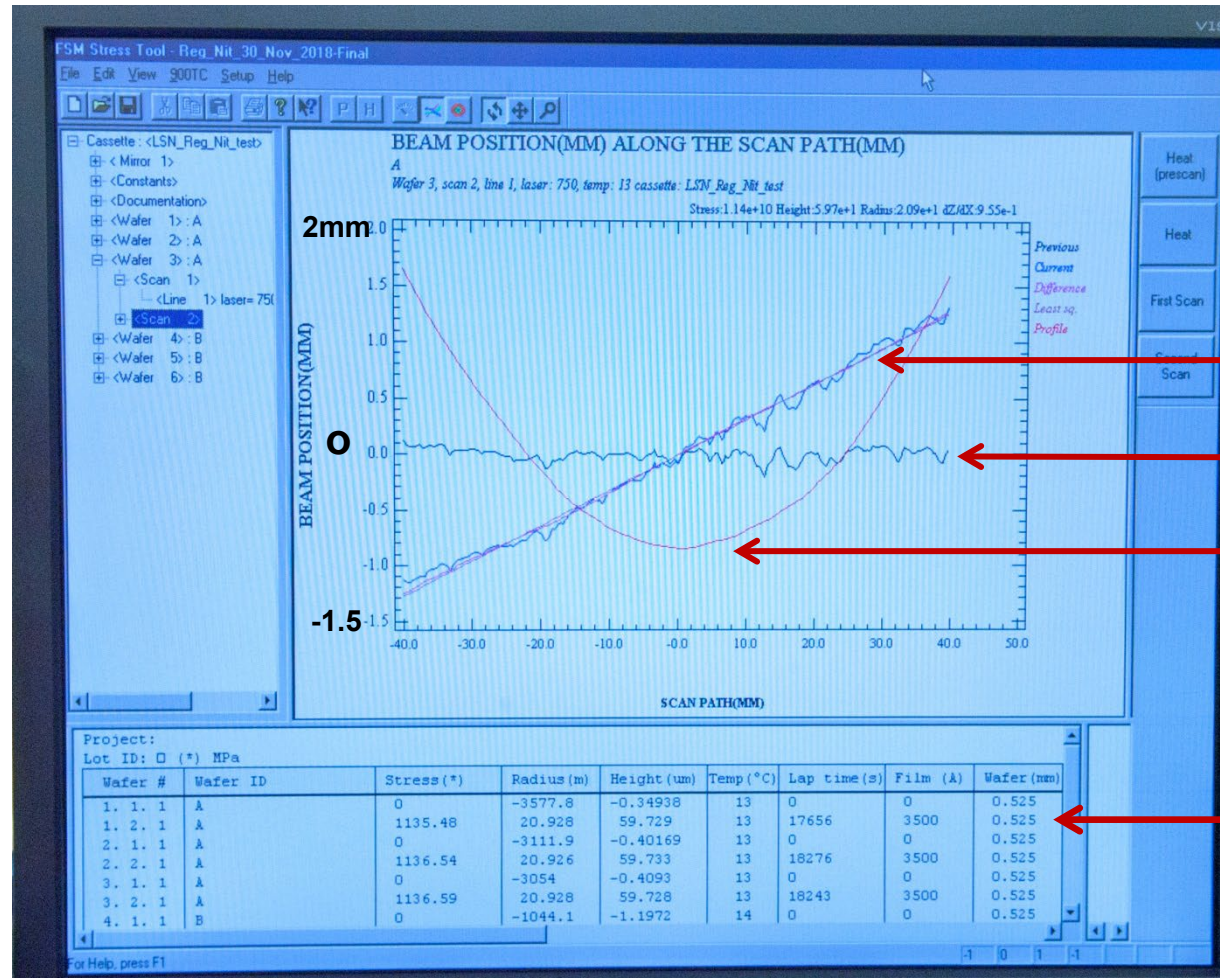 VIS
FSM Stress Tool - Reg_Nit_30_Nov_2018-Final
File Edit View 900TC Setup Help
P H
Cassette : <LSN_Reg_Nit_test>
< Mirror 1>
<Constants>
<Documentation>
<Wafer 1> : A
<Wafer 2> : A
<Wafer 3> : A
<Scan 1>
<Line 1> laser= 750
<Scan 2>
<Wafer 4> : B
<Wafer 5> : B
<Wafer 6> : B
BEAM POSITION(MM) ALONG THE SCAN PATH(MM)
A
Wafer 3, scan 2, line 1, laser: 750, temp: 13 cassette: LSN_Reg_Nit_test
Stress:1.14e+10 Height:5.97e+1 Radius:2.09e+1 dZ/dX:9.55e-1
2mm
2.0
1.5
1.0
0.5
O
0.0
-0.5
-1.0
-1.5
-1.5
BEAM POSITION(MM)
-40.0 -30.0 -20.0 -10.0 -0.0 10.0 20.0 30.0 40.0 50.0
SCAN PATH(MM)
Previous
Current
Difference
Least sq.
Profile
Heat
(prescan)
Heat
First Scan
Second
Scan
Project:
Lot ID: (*) MPa
Wafer # Wafer ID Stress(*) Radius(m) Height(um) Temp(°C) Lap time(s) Film (A) Wafer(mm)
1. 1. 1 A 0 -3577.8 -0.34938 13 0 0 0.525
1. 2. 1 A 1135.48 20.928 59.729 13 17656 3500 0.525
2. 1. 1 A 0 -3111.9 -0.40169 13 0 0 0.525
2. 2. 1 A 1136.54 20.926 59.733 13 18276 3500 0.525
3. 1. 1 A 0 -3054 -0.4093 13 0 0 0.525
3. 2. 1 A 1136.59 20.928 59.728 13 18243 3500 0.525
4. 1. 1 B 0 -1044.1 -1.1972 14 0 0 0.525
For Help, press F1
-1 0 1 -1